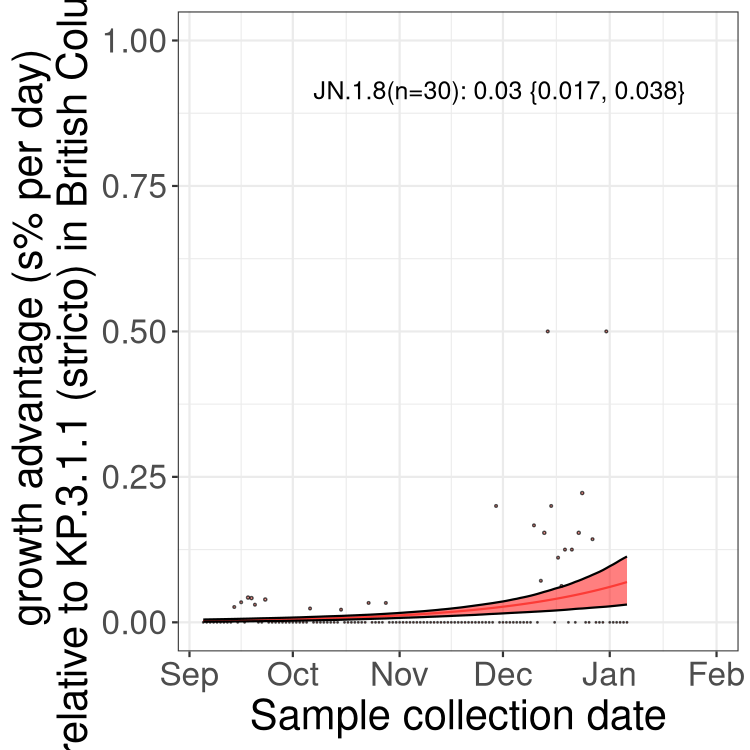 growth advantage (s% per day)
relative to KP.3.1.1 (stricto) in British Colu
1.00
0.75
0.50
0.25
0.00
JN.1.8(n=30): 0.03 {0.017, 0.038}
Sep Oct Nov Dec Jan Feb
Sample collection date